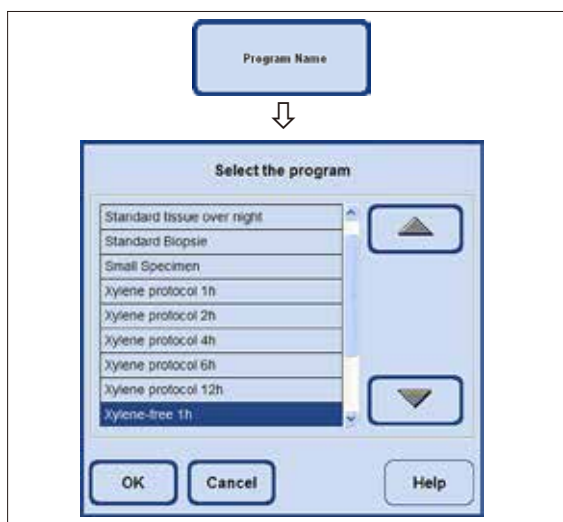 Program Name
Select the program
Standard tissue over night
Standard Biopsie
Small Specimen
Xylene protocol 1h
Xylene protocol 2h
Xylene protocol 4h
Xylene protocol 6h
Xylene protocol 12h
Xylene-free 1h
OK Cancel Help